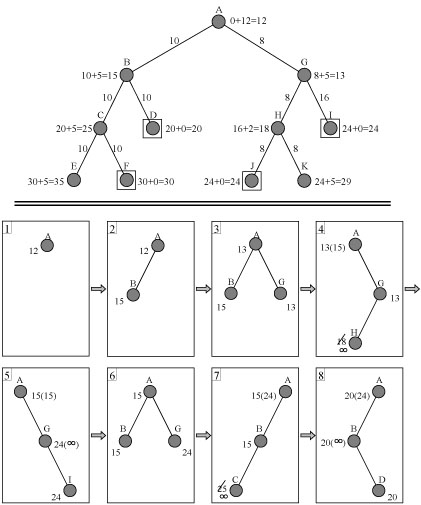 A
0+12=12
10 8
B G
10+5=15 8+5=13
10 10 8 16
C D H I
20+5=25 20+0=20 16+2=18 24+0=24
10 10 8 8
E F J K
30+5=35 30+0=30 24+0=24 24+5=29
1 2 3 4
A A A A
12 12 13 13(15)
B B G G
15 15 13 13
H
18
∞
5 6 7 8
A A A A
15(15) 15 15(24) 20(24)
G B G B B
24(∞) 15 24 15 20(∞)
I C D
24 25 20
∞